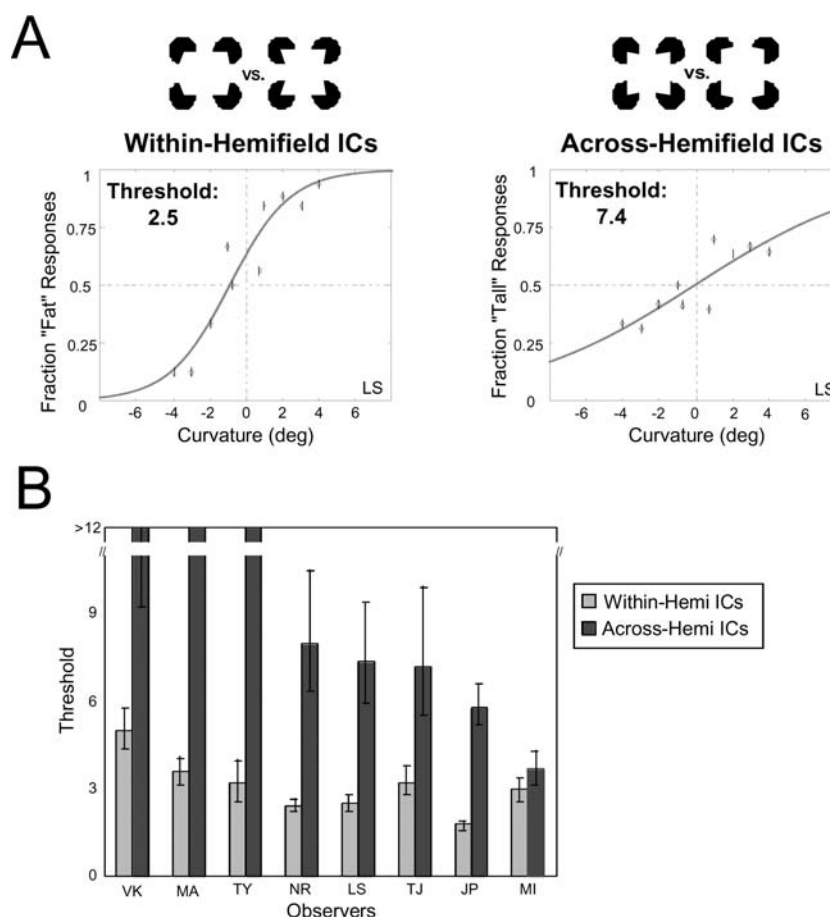 A
vs.
vs.
Within-Hemifield ICs
Across-Hemifield ICs
Fraction "Fat" Responses
1
0.75
0.5
0.25
0
Threshold:
2.5
LS
-6 -4 -2 0 2 4 6
Curvature (deg)
Fraction "Tall" Responses
1
0.75
0.5
0.25
0
Threshold:
7.4
LS
-6 -4 -2 0 2 4 6
Curvature (deg)
B
Threshold
>12
//
//
9
6
3
0
VK MA TY NR LS TJ JP MI
Observers
Within-Hemi ICs
Across-Hemi ICs